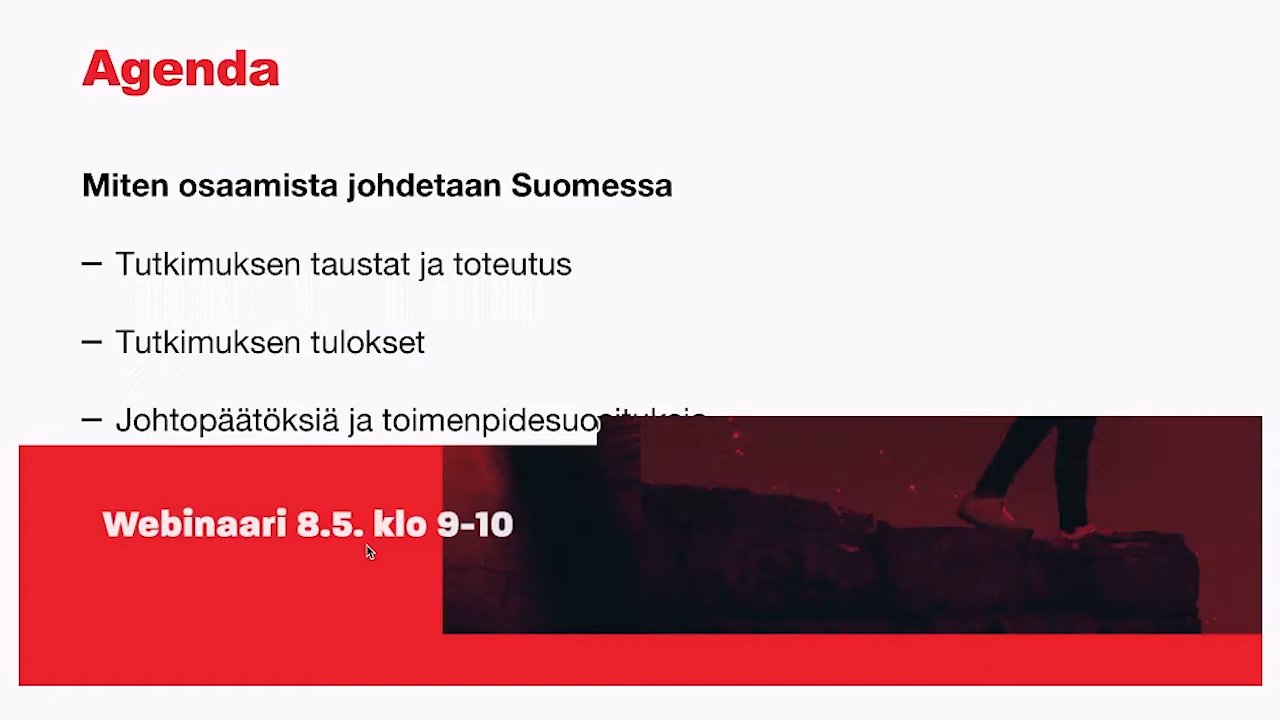 Agenda
Miten osaamista johdetaan Suomessa
– Tutkimuksen taustat ja toteutus
– Tutkimuksen tulokset
– Johtopäätöksiä ja
Webinaari 8.5. klo 9-10